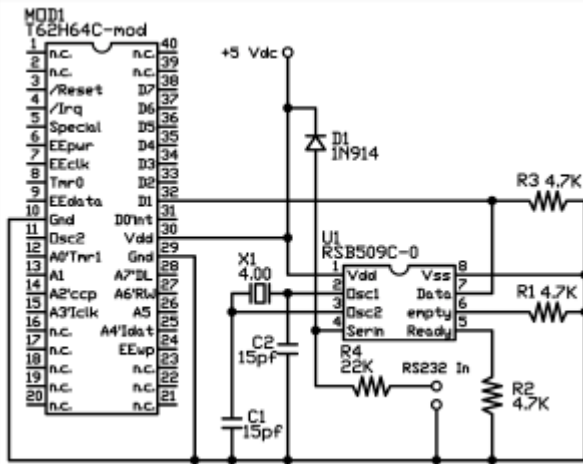 MOD1
T62H64C-mod
1 n.c. n.c. 40
2 n.c. n.c. 39
3 /Reset D7 38
4 /Irq D6 37
5 Special D5 36
6 EEpwr D4 35
7 EEclk D3 34
8 Tmr0 D2 33
9 EEdata D1 32
10 Gnd D0'Int 31
11 Osc2 Vdd 30
12 A0'Tmr1 Gnd 29
13 A1 A7'DL 28
14 A2'ccp A6'RW 27
15 A3'Iclk A5 26
16 n.c. A4'Idat 25
17 n.c. EEwp 24
18 n.c. n.c. 23
19 n.c. n.c. 22
20 n.c. n.c. 21
+5 Vdc
D1
1N914
R3 4.7K
U1
RSB509C-0
1 Vdd Vss 8
2 Osc1 Data 7
3 Osc2 empty 6
4 Serin Ready 5
X1
4.00
R1 4.7K
C2
15pf
R4
22K
RS232 In
R2
4.7K
C1
15pf